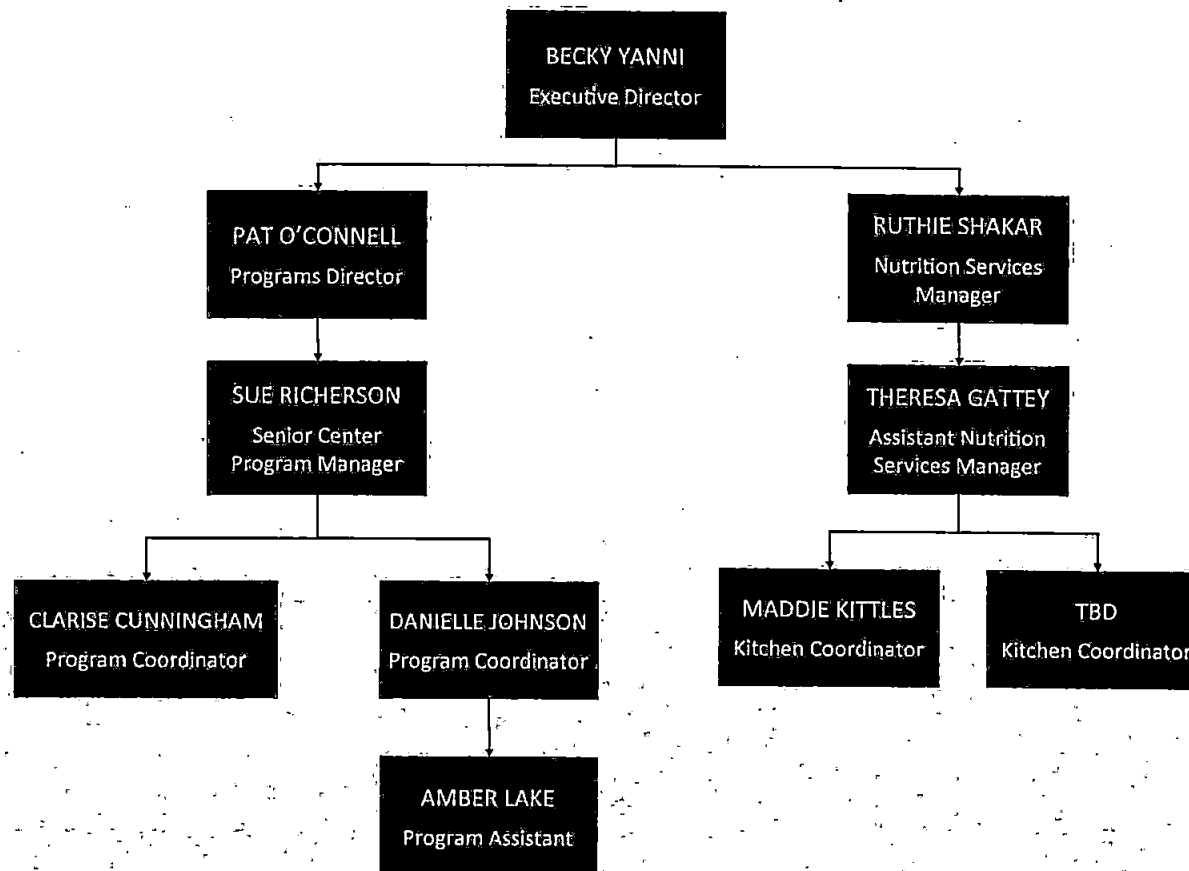 BECKY YANNI
Executive Director
PAT O'CONNELL
Programs Director
RUTHIE SHAKAR
Nutrition Services
Manager
SUE RICHERSON
Senior Center
Program Manager
THERESA GATTEY
Assistant Nutrition
Services Manager
CLARISE CUNNINGHAM
Program Coordinator
DANIELLE JOHNSON
Program Coordinator
MADDIE KITTLES
Kitchen Coordinator
TBD
Kitchen Coordinator
AMBER LAKE
Program Assistant